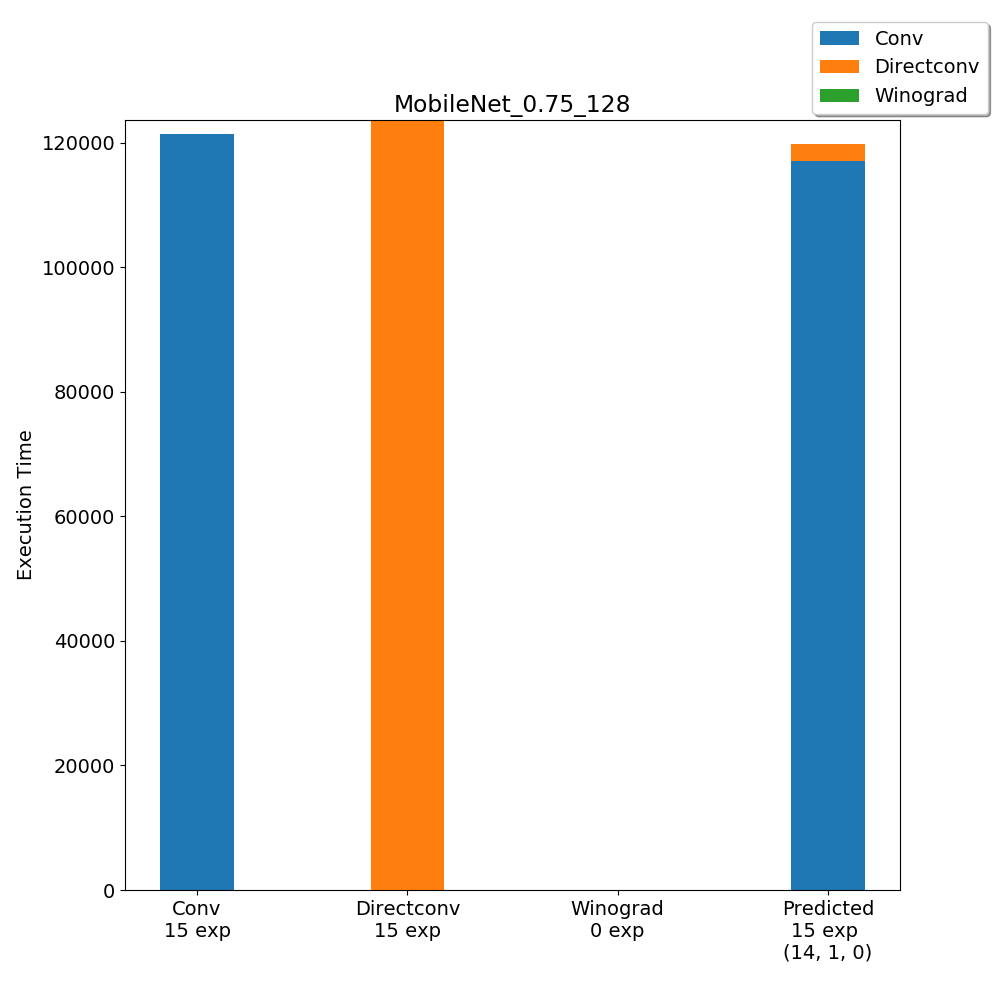 Conv
Directconv
Winograd
MobileNet_0.75_128
120000
100000
80000
60000
40000
20000
0
Execution Time
Conv
15 exp
Directconv
15 exp
Winograd
0 exp
Predicted
15 exp
(14, 1, 0)